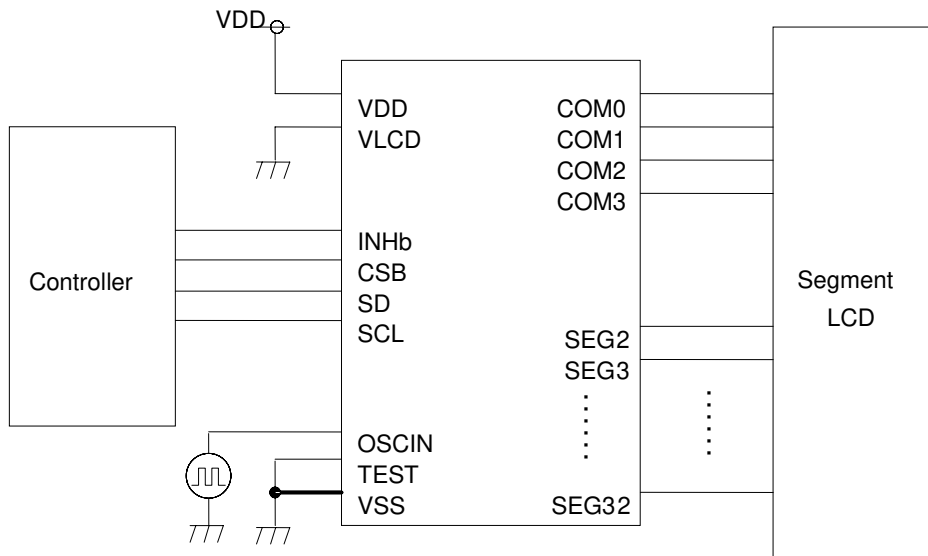 VDD
VDD
VLCD
INHb
CSB
SD
SCL
OSCIN
TEST
VSS
COM0
COM1
COM2
COM3
SEG2
SEG3
SEG32
Controller
Segment
LCD